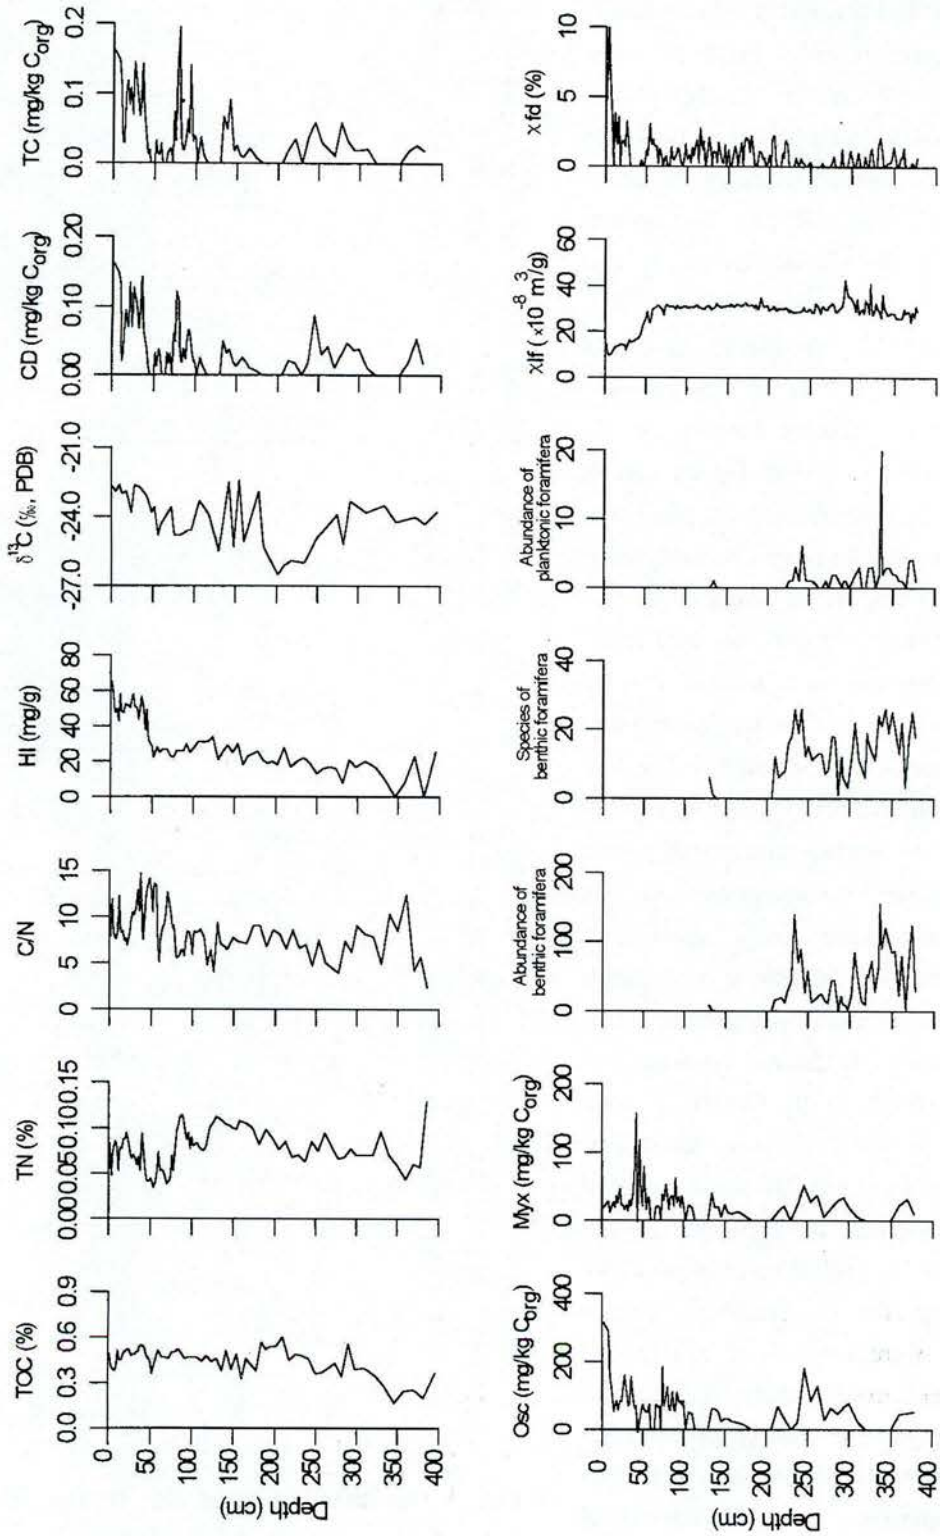 TC (mg/kg Corg)
0.0 0.1 0.2
CD (mg/kg Corg)
0.00 0.10 0.20
δ13C (‰, PDB)
-27.0 -24.0 -21.0
HI (mg/g)
0 20 40 60 80
C/N
0 5 10 15
TN (%)
0.00 0.05 0.10 0.15
TOC (%)
0.0 0.3 0.6 0.9
0 50 100 150 200 250 300 350 400
Depth (cm)
χfd (%)
0 5 10
χlf ( x10-8 m3/g)
0 20 40 60
Abundance of
planktonic foramifera
0 10 20
Species of
benthic foramifera
0 20 40
Abundance of
benthic foramifera
0 100 200
Myx (mg/kg Corg)
0 100 200
Osc (mg/kg Corg)
0 200 400
0 50 100 150 200 250 300 350 400
Depth (cm)